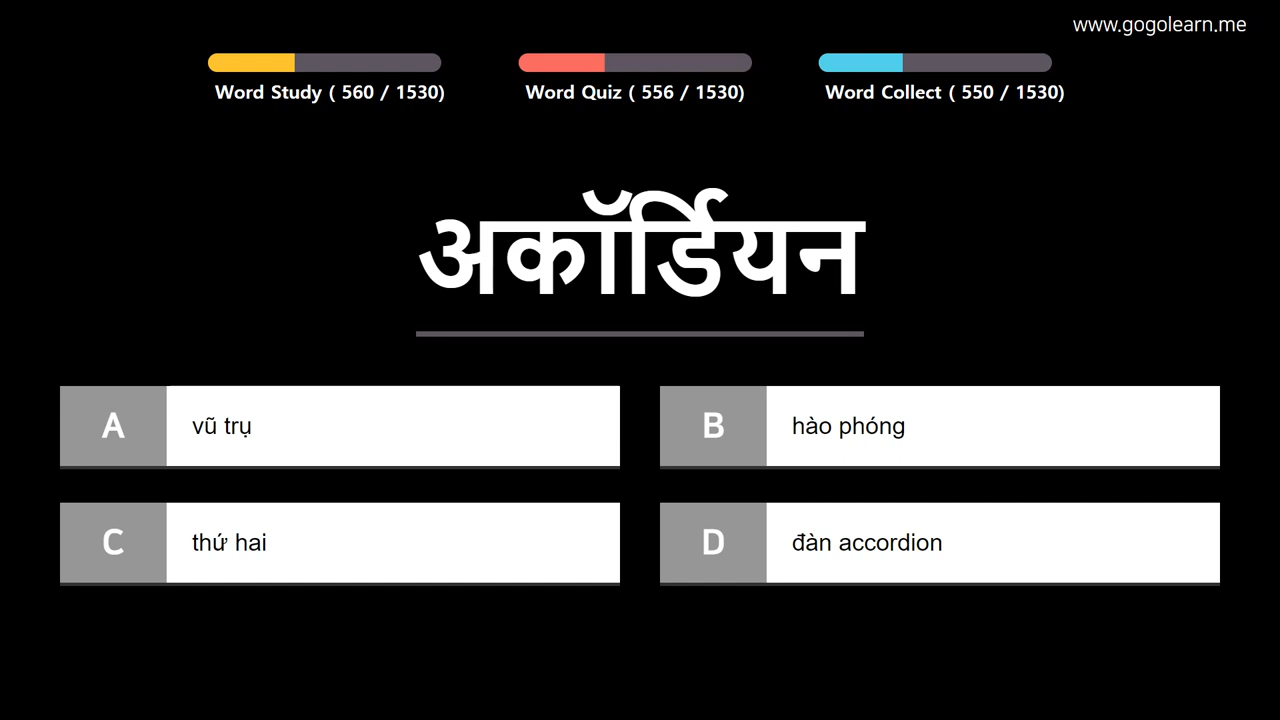 www.gogolearn.me
Word Study ( 560 / 1530)
Word Quiz ( 556 / 1530)
Word Collect ( 550 / 1530)
अकॉर्डियन
A vũ trụ
B hào phóng
C thứ hai
D đàn accordion